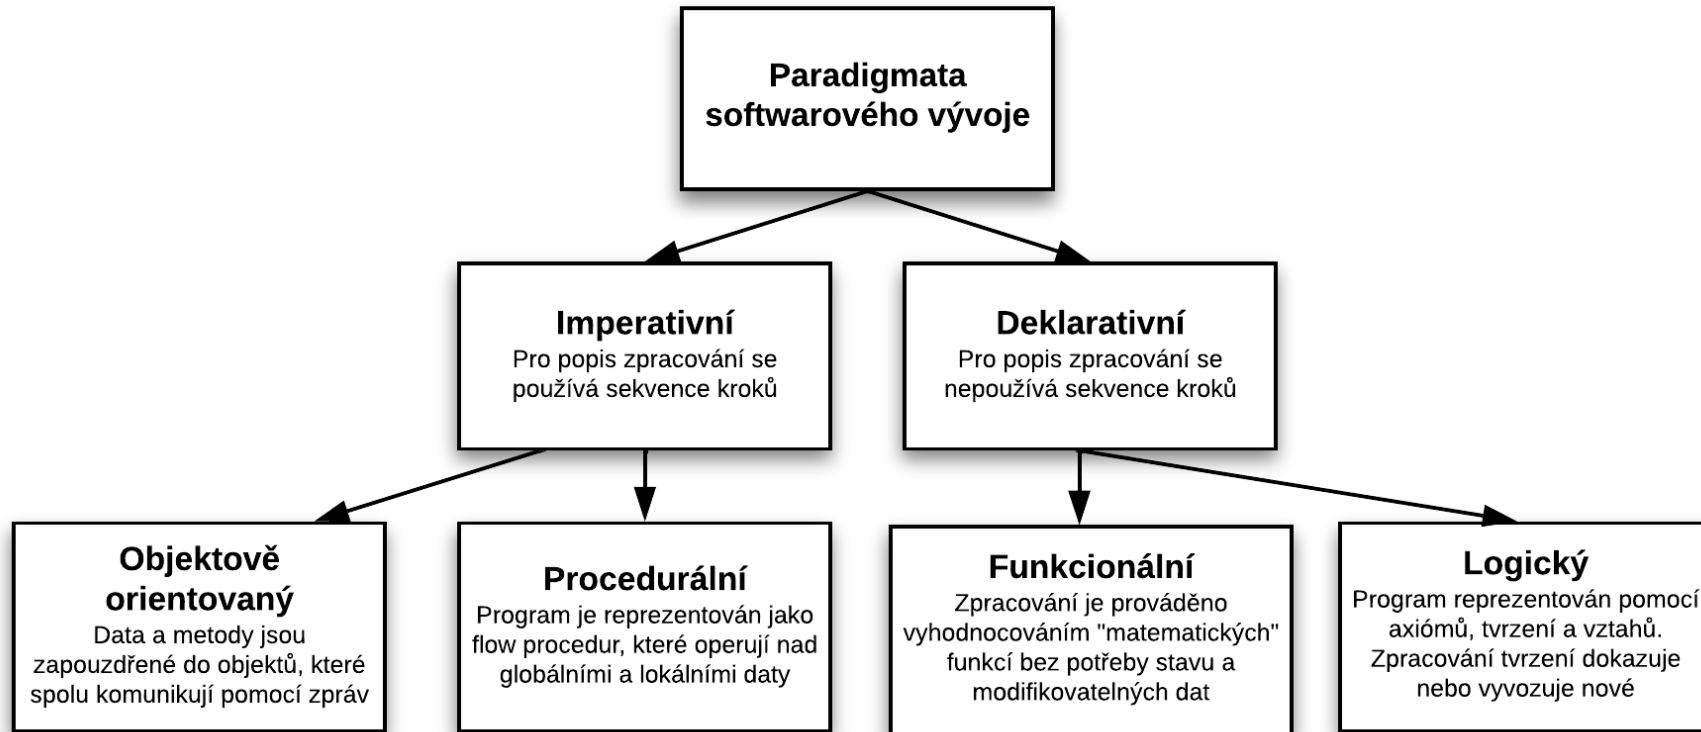 Paradigmata
softwarového vývoje
Imperativní
Pro popis zpracování se
používá sekvence kroků
Deklarativní
Pro popis zpracování se
nepoužívá sekvence kroků
Objektově
orientovaný
Data a metody jsou
zapouzdřené do objektů, které
spolu komunikují pomocí zpráv
Procedurální
Program je reprezentován jako
flow procedur, které operují nad
globálními a lokálními daty
Funkcionální
Zpracování je prováděno
vyhodnocováním "matematických"
funkcí bez potřeby stavu a
modifikovatelných dat
Logický
Program reprezentován pomocí
axiómů, tvrzení a vztahů.
Zpracování tvrzení dokazuje
nebo vyvozuje nové